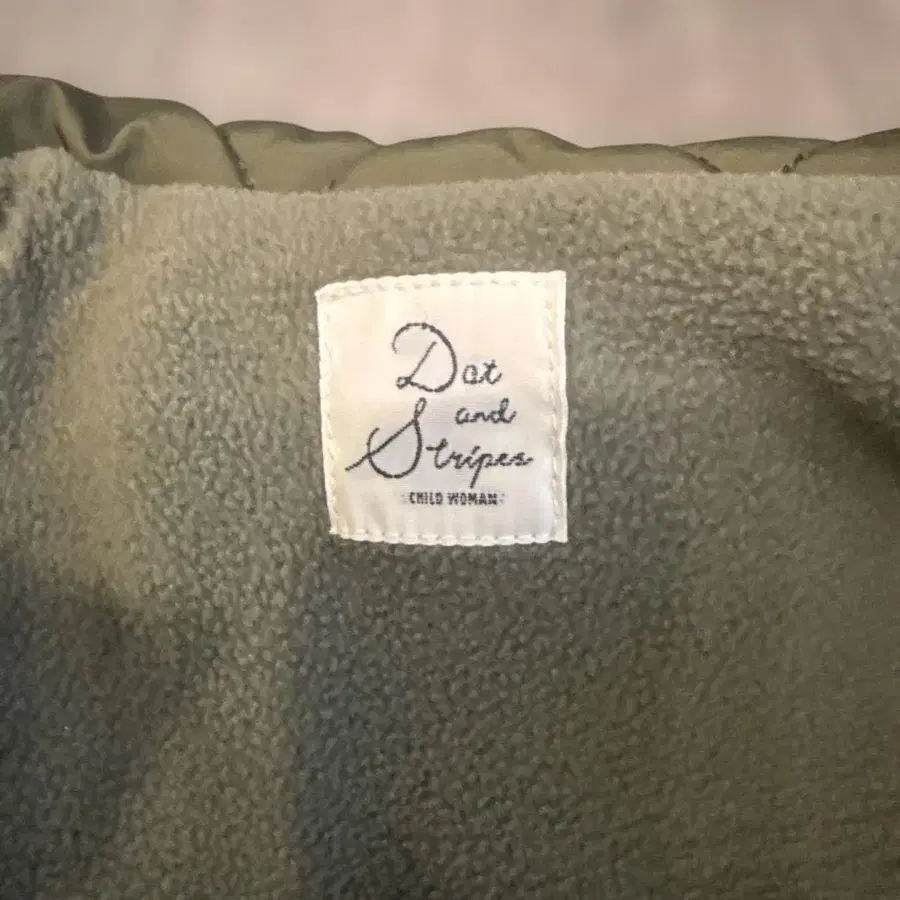 Dot
and
Stripes
CHILD WOMAN